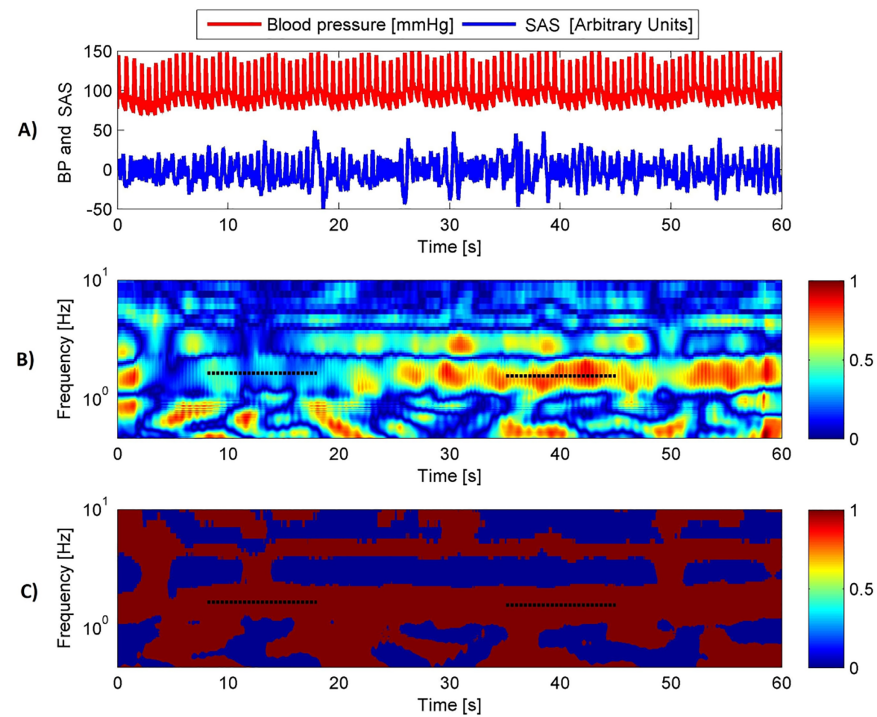 Blood pressure [mmHg] SAS [Arbitrary Units]
A)
BP and SAS
150
100
50
0
-50
0 10 20 30 40 50 60
Time [s]
B)
Frequency [Hz]
10^1
10^0
0 10 20 30 40 50 60
Time [s]
1
0.5
0
C)
Frequency [Hz]
10^1
10^0
0 10 20 30 40 50 60
Time [s]
1
0.5
0